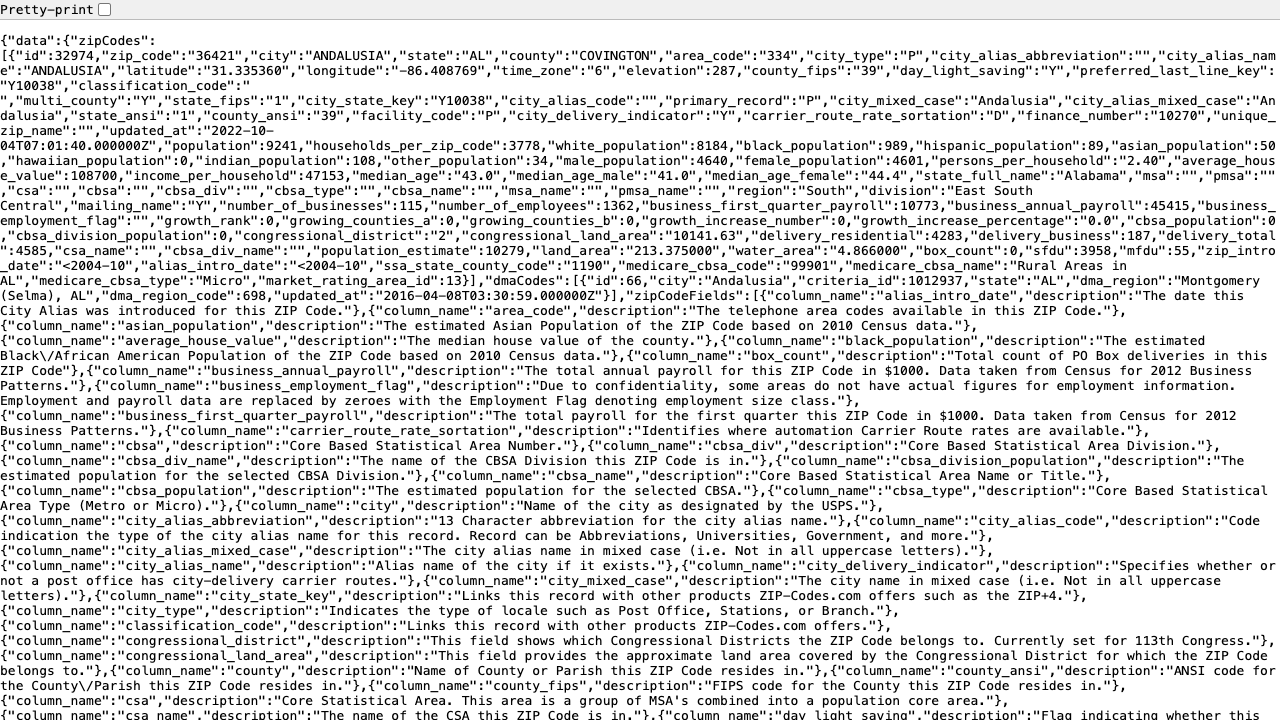 Pretty-print
{"data":{"zipCodes":
[{"id":32974,"zip_code":"36421","city":"ANDALUSIA","state":"AL","county":"COVINGTON","area_code":"334","city_type":"P","city_alias_abbreviation":"","city_alias_nam
e":"ANDALUSIA","latitude":"31.335360","longitude":"-86.408769","time_zone":"6","elevation":287,"county_fips":"39","day_light_saving":"Y","preferred_last_line_key":
"Y10038","classification_code":"
","multi_county":"Y","state_fips":"1","city_state_key":"Y10038","city_alias_code":"","primary_record":"P","city_mixed_case":"Andalusia","city_alias_mixed_case":"An
dalusia","state_ansi":"1","county_ansi":"39","facility_code":"P","city_delivery_indicator":"Y","carrier_route_rate_sortation":"D","finance_number":"10270","unique_
zip_name":"","updated_at":"2022-10-
04T07:01:40.000000Z","population":9241,"households_per_zip_code":3778,"white_population":8184,"black_population":989,"hispanic_population":89,"asian_population":50
,"hawaiian_population":0,"indian_population":108,"other_population":34,"male_population":4640,"female_population":4601,"persons_per_household":"2.40","average_hous
e_value":108700,"income_per_household":47153,"median_age":"43.0","median_age_male":"41.0","median_age_female":"44.4","state_full_name":"Alabama","msa":"","pmsa":""
,"csa":"","cbsa":"","cbsa_div":"","cbsa_type":"","cbsa_name":"","msa_name":"","pmsa_name":"","region":"South","division":"East South
Central","mailing_name":"Y","number_of_businesses":115,"number_of_employees":1362,"business_first_quarter_payroll":10773,"business_annual_payroll":45415,"business_
employment_flag":"","growth_rank":0,"growing_counties_a":0,"growing_counties_b":0,"growth_increase_number":0,"growth_increase_percentage":"0.0","cbsa_population":0
,"cbsa_division_population":0,"congressional_district":"2","congressional_land_area":"10141.63","delivery_residential":4283,"delivery_business":187,"delivery_total"
:4585,"csa_name":"","cbsa_div_name":"","population_estimate":10279,"land_area":"213.375000","water_area":"4.866000","box_count":0,"sfdu":3958,"mfdu":55,"zip_intro
_date":"<2004-10","alias_intro_date":"<2004-10","ssa_state_county_code":"1190","medicare_cbsa_code":"99901","medicare_cbsa_name":"Rural Areas in
AL","medicare_cbsa_type":"Micro","market_rating_area_id":13}],"dmaCodes":[{"id":66,"city":"Andalusia","criteria_id":1012937,"state":"AL","dma_region":"Montgomery
(Selma), AL","dma_region_code":698,"updated_at":"2016-04-08T03:30:59.000000Z"}],"zipCodeFields":[{"column_name":"alias_intro_date","description":"The date this
City Alias was introduced for this ZIP Code."},{"column_name":"area_code","description":"The telephone area codes available in this ZIP Code."},
{"column_name":"asian_population","description":"The estimated Asian Population of the ZIP Code based on 2010 Census data."},
{"column_name":"average_house_value","description":"The median house value of the county."},{"column_name":"black_population","description":"The estimated
Black\/African American Population of the ZIP Code based on 2010 Census data."},{"column_name":"box_count","description":"Total count of PO Box deliveries in this
ZIP Code"},{"column_name":"business_annual_payroll","description":"The total annual payroll for this ZIP Code in $1000. Data taken from Census for 2012 Business
Patterns."},{"column_name":"business_employment_flag","description":"Due to confidentiality, some areas do not have actual figures for employment information.
Employment and payroll data are replaced by zeroes with the Employment Flag denoting employment size class."},
{"column_name":"business_first_quarter_payroll","description":"The total payroll for the first quarter this ZIP Code in $1000. Data taken from Census for 2012
Business Patterns."},{"column_name":"carrier_route_rate_sortation","description":"Identifies where automation Carrier Route rates are available."},
{"column_name":"cbsa","description":"Core Based Statistical Area Number."},{"column_name":"cbsa_div","description":"Core Based Statistical Area Division."},
{"column_name":"cbsa_div_name","description":"The name of the CBSA Division this ZIP Code is in."},{"column_name":"cbsa_division_population","description":"The
estimated population for the selected CBSA Division."},{"column_name":"cbsa_name","description":"Core Based Statistical Area Name or Title."},
{"column_name":"cbsa_population","description":"The estimated population for the selected CBSA."},{"column_name":"cbsa_type","description":"Core Based Statistical
Area Type (Metro or Micro)."},{"column_name":"city","description":"Name of the city as designated by the USPS."},
{"column_name":"city_alias_abbreviation","description":"13 Character abbreviation for the city alias name."},{"column_name":"city_alias_code","description":"Code
indication the type of the city alias name for this record. Record can be Abbreviations, Universities, Government, and more."},
{"column_name":"city_alias_mixed_case","description":"The city alias name in mixed case (i.e. Not in all uppercase letters)."},
{"column_name":"city_alias_name","description":"Alias name of the city if it exists."},{"column_name":"city_delivery_indicator","description":"Specifies whether or
not a post office has city-delivery carrier routes."},{"column_name":"city_mixed_case","description":"The city name in mixed case (i.e. Not in all uppercase
letters)."},{"column_name":"city_state_key","description":"Links this record with other products ZIP-Codes.com offers such as the ZIP+4."},
{"column_name":"city_type","description":"Indicates the type of locale such as Post Office, Stations, or Branch."},
{"column_name":"classification_code","description":"Links this record with other products ZIP-Codes.com offers."},
{"column_name":"congressional_district","description":"This field shows which Congressional Districts the ZIP Code belongs to. Currently set for 113th Congress."},
{"column_name":"congressional_land_area","description":"This field provides the approximate land area covered by the Congressional District for which the ZIP Code
belongs to."},{"column_name":"county","description":"Name of County or Parish this ZIP Code resides in."},{"column_name":"county_ansi","description":"ANSI code for
the County\/Parish this ZIP Code resides in."},{"column_name":"county_fips","description":"FIPS code for the County this ZIP Code resides in."},
{"column_name":"csa","description":"Core Statistical Area. This area is a group of MSA's combined into a population core area."},
{"column_name":"csa_name","description":"The name of the CSA this ZIP Code is in."},{"column_name":"day_light_saving","description":"Flag indicating whether this